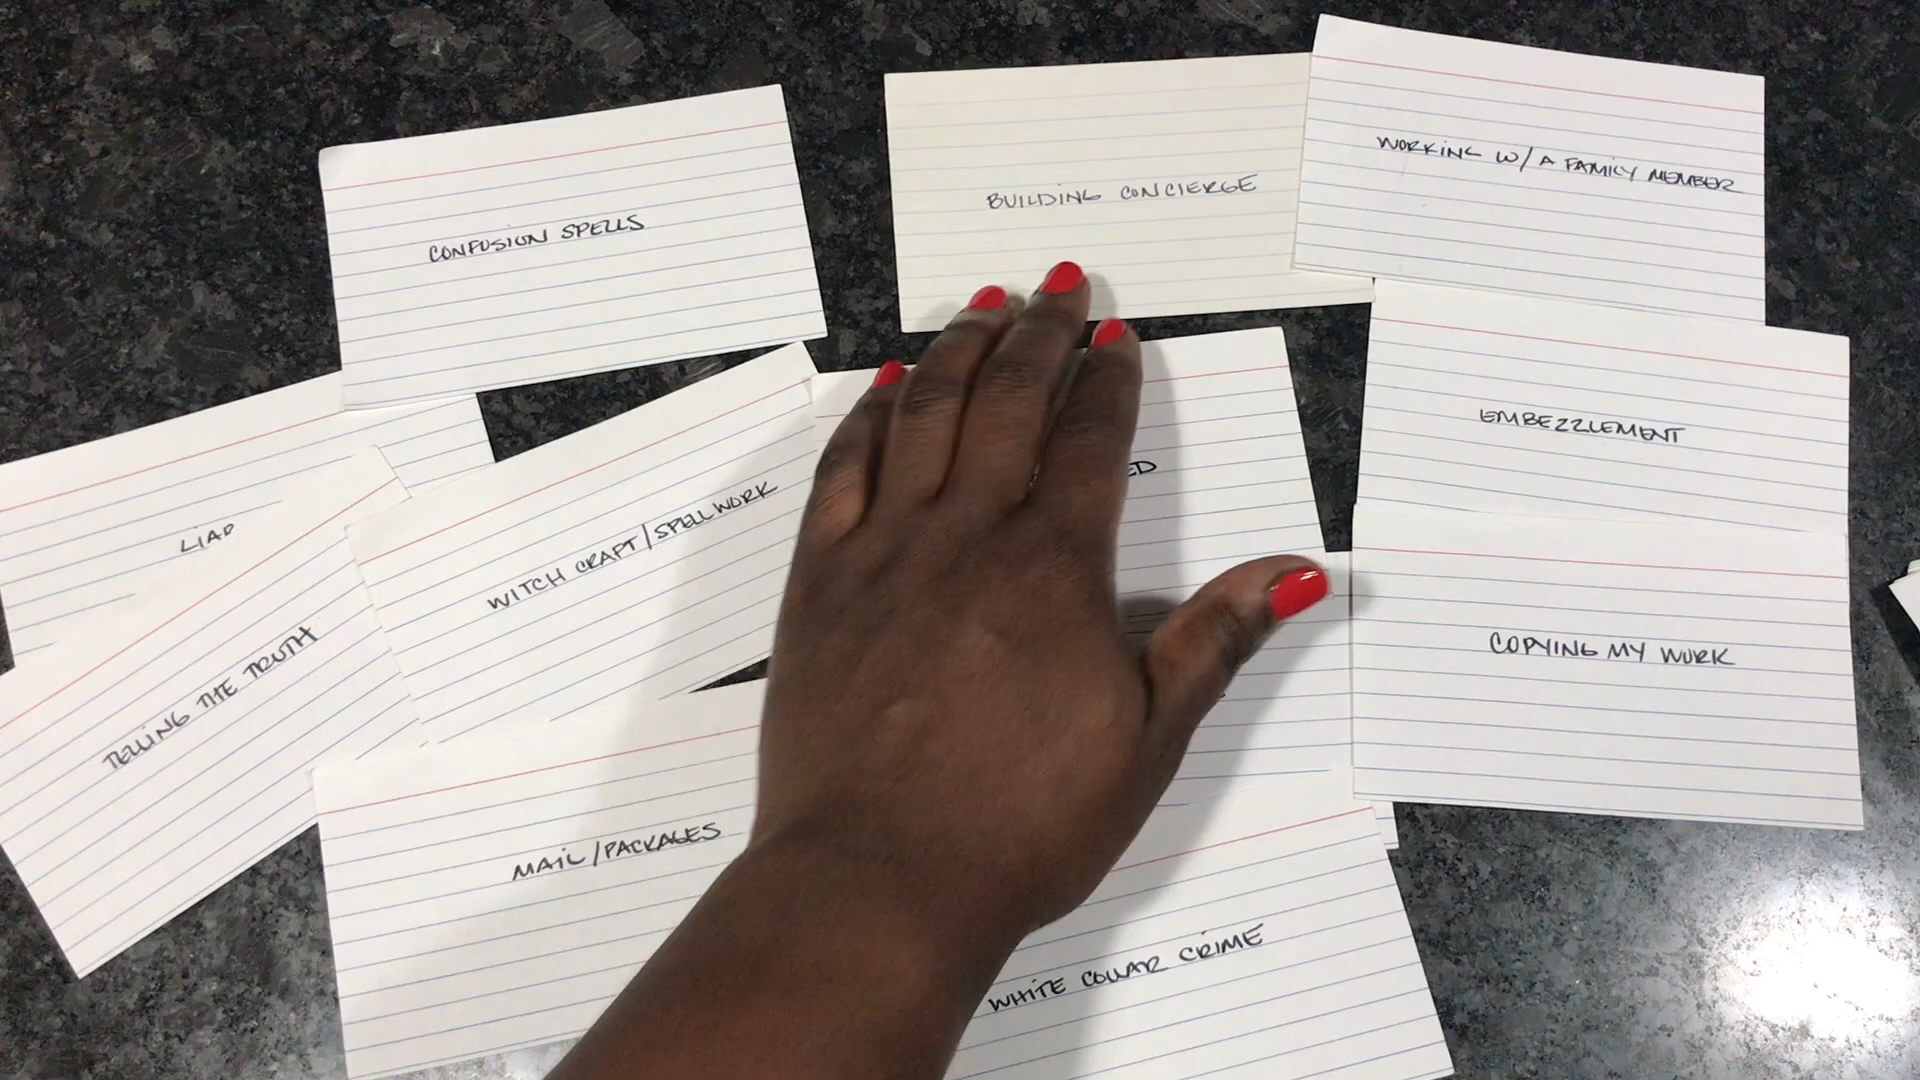 CONFUSION SPELLS
BUILDING CONCIERGE
WORKING W/ A FAMILY MEMBER
LIAR
WITCH CRAFT/SPELLWORK
EMBEZZLEMENT
TELLING THE TRUTH
COPYING MY WORK
MAIL/PACKAGES
WHITE COLLAR CRIME